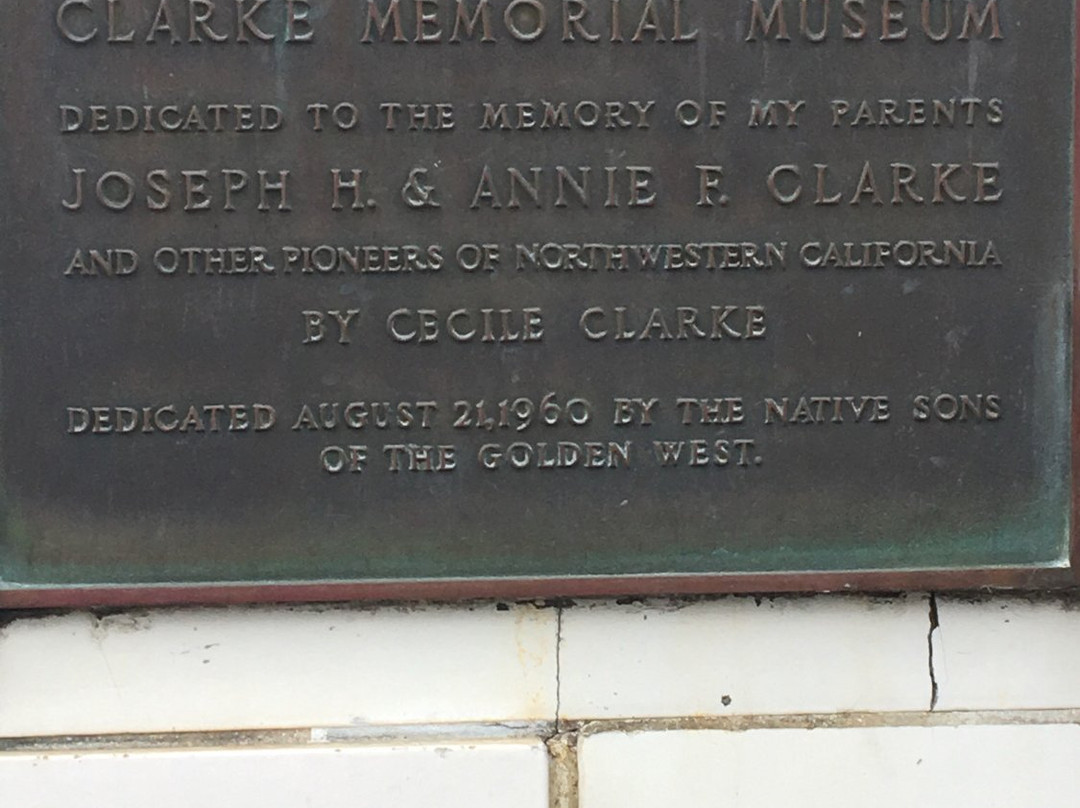 CLARKE MEMORIAL MUSEUM
DEDICATED TO THE MEMORY OF MY PARENTS
JOSEPH H. & ANNIE F. CLARKE
AND OTHER PIONEERS OF NORTHWESTERN CALIFORNIA
BY CECILE CLARKE
DEDICATED AUGUST 21,1960 BY THE NATIVE SONS
OF THE GOLDEN WEST.